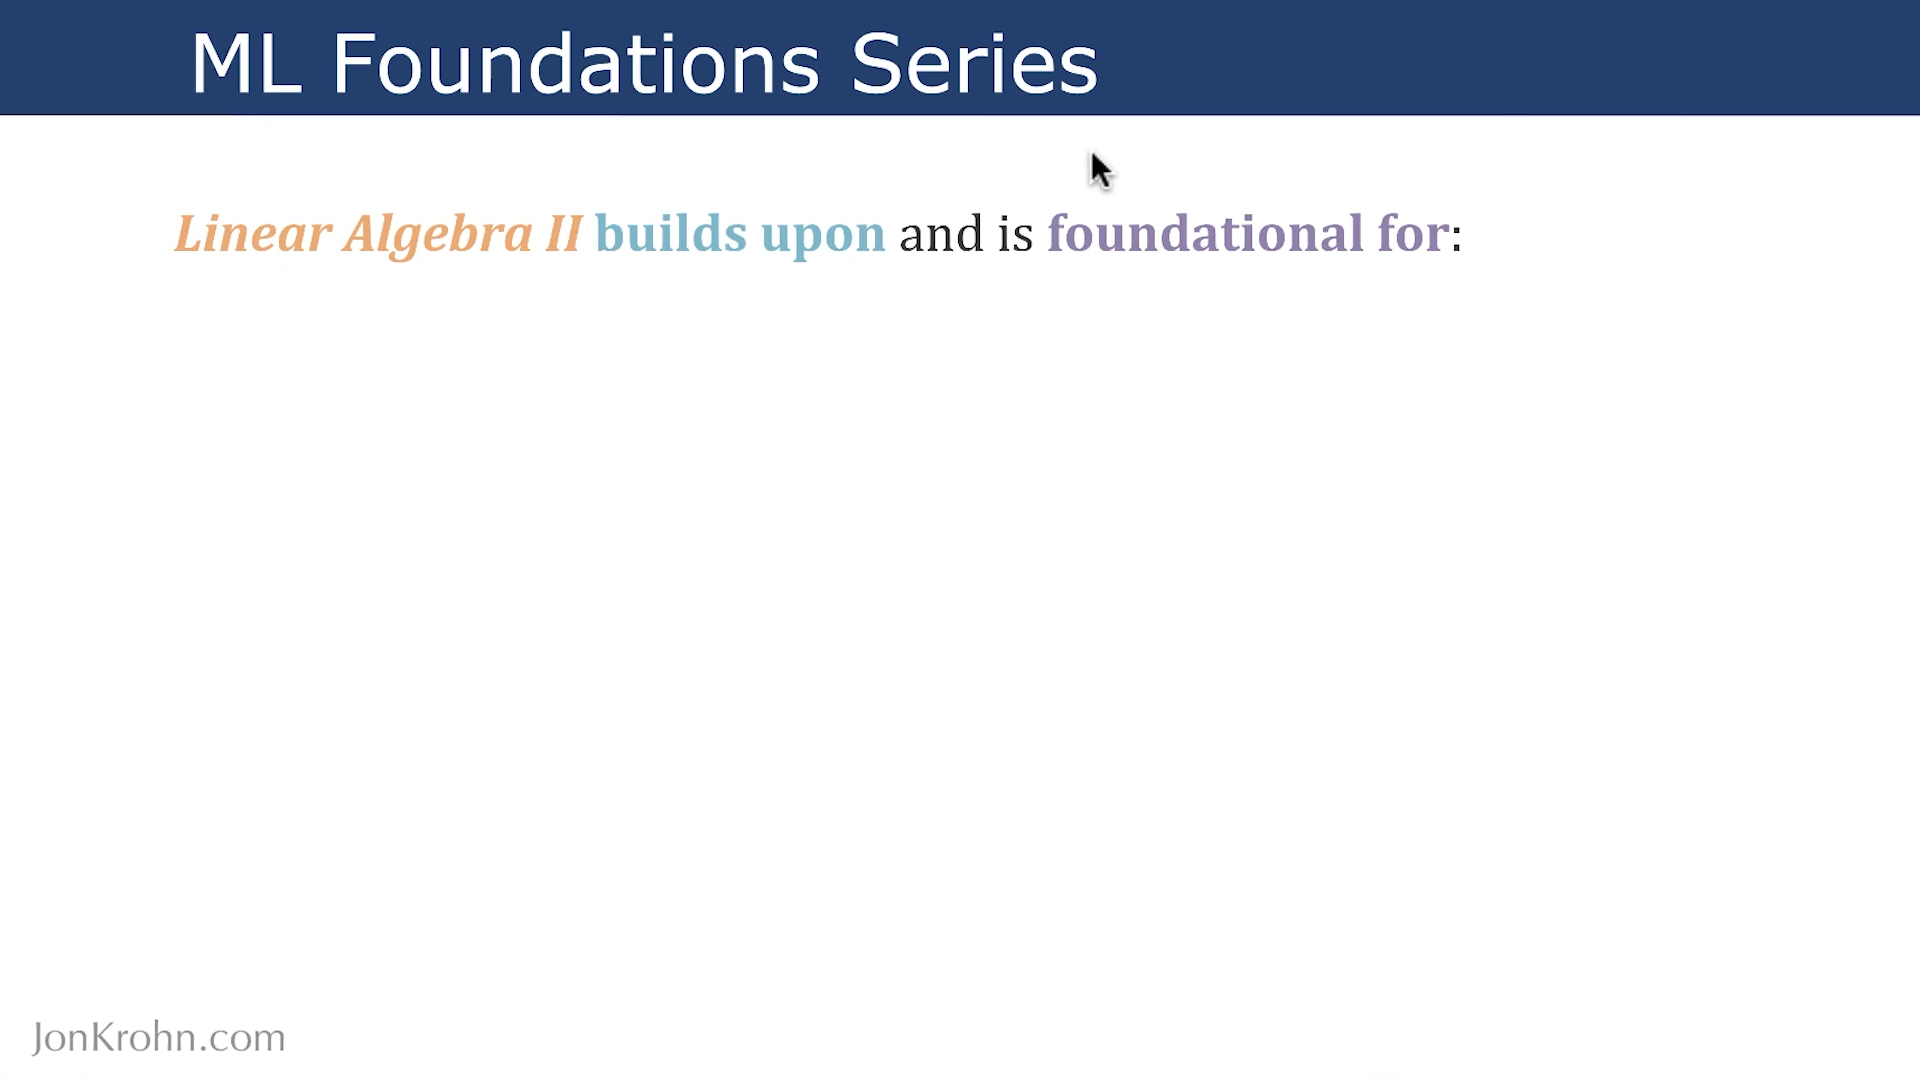 ML Foundations Series
Linear Algebra II builds upon and is foundational for:
JonKrohn.com